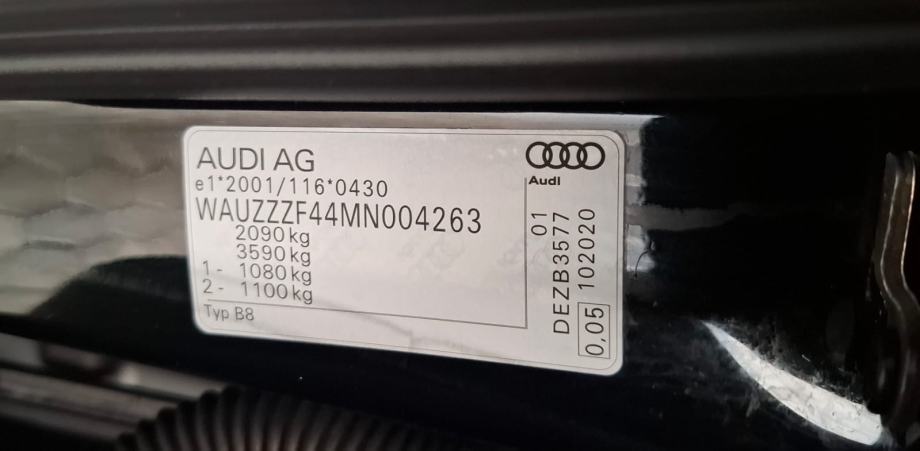 AUDI AG
e1*2001/116*0430
WAUZZZF44MN004263
2090 kg
3590 kg
1 - 1080 kg
2 - 1100 kg
Typ B8
Audi
DEZB3577 01
0,05 102020